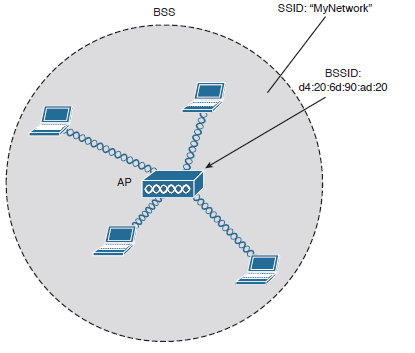 SSID: “MyNetwork”
BSS
BSSID:
d4:20:6d:90:ad:20
AP